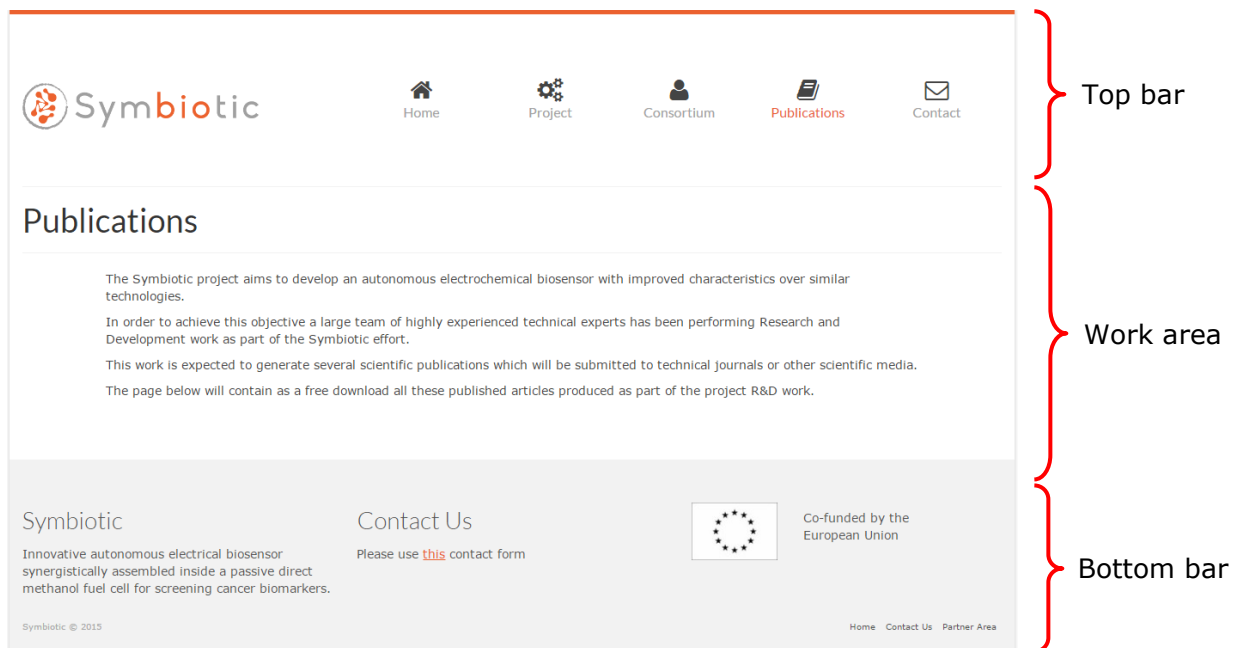 Symbiotic
Home
Project
Consortium
Publications
Contact
Top bar
Publications
The Symbiotic project aims to develop an autonomous electrochemical biosensor with improved characteristics over similar
technologies.
In order to achieve this objective a large team of highly experienced technical experts has been performing Research and
Development work as part of the Symbiotic effort.
This work is expected to generate several scientific publications which will be submitted to technical journals or other scientific media.
The page below will contain as a free download all these published articles produced as part of the project R&D work.
Work area
Symbiotic
Innovative autonomous electrical biosensor
synergistically assembled inside a passive direct
methanol fuel cell for screening cancer biomarkers.
Contact Us
Please use this contact form
Co-funded by the
European Union
Bottom bar
Symbiotic © 2015
Home Contact Us Partner Area